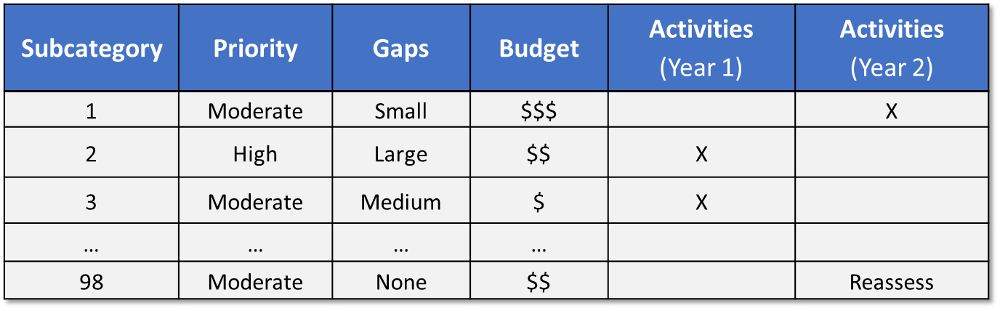 Subcategory Priority Gaps Budget Activities (Year 1) Activities (Year 2)
1 Moderate Small $$$ X
2 High Large $$ X
3 Moderate Medium $ X
... ... ... ...
98 Moderate None $$ Reassess